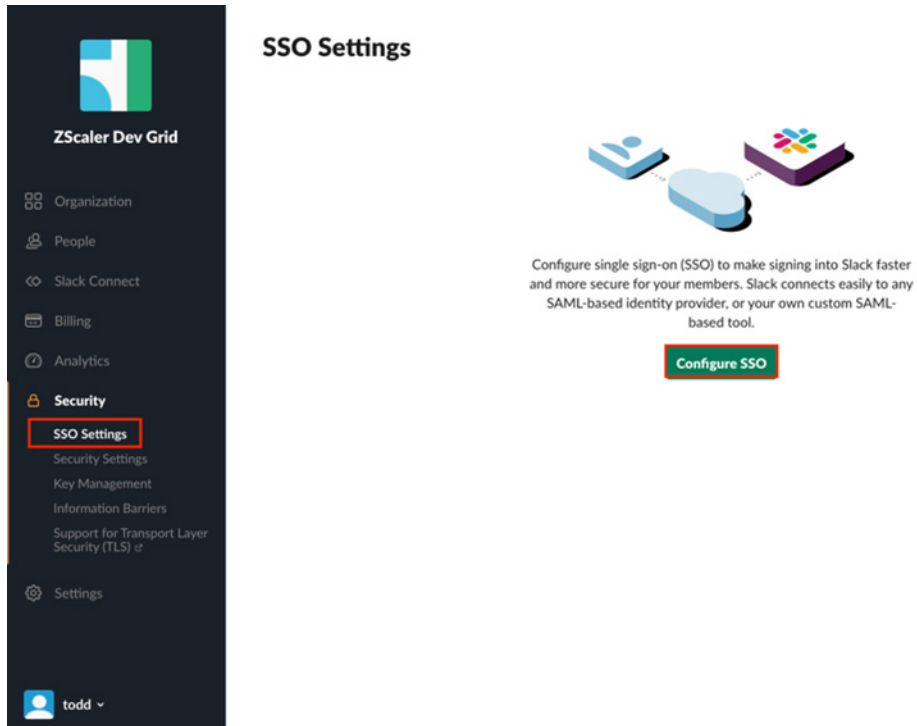 SSO Settings
ZScaler Dev Grid
Organization
People
Slack Connect
Billing
Analytics
Security
SSO Settings
Security Settings
Key Management
Information Barriers
Support for Transport Layer
Security (TLS)
Settings
todd
Configure single sign-on (SSO) to make signing into Slack faster
and more secure for your members. Slack connects easily to any
SAML-based identity provider, or your own custom SAML-
based tool.
Configure SSO